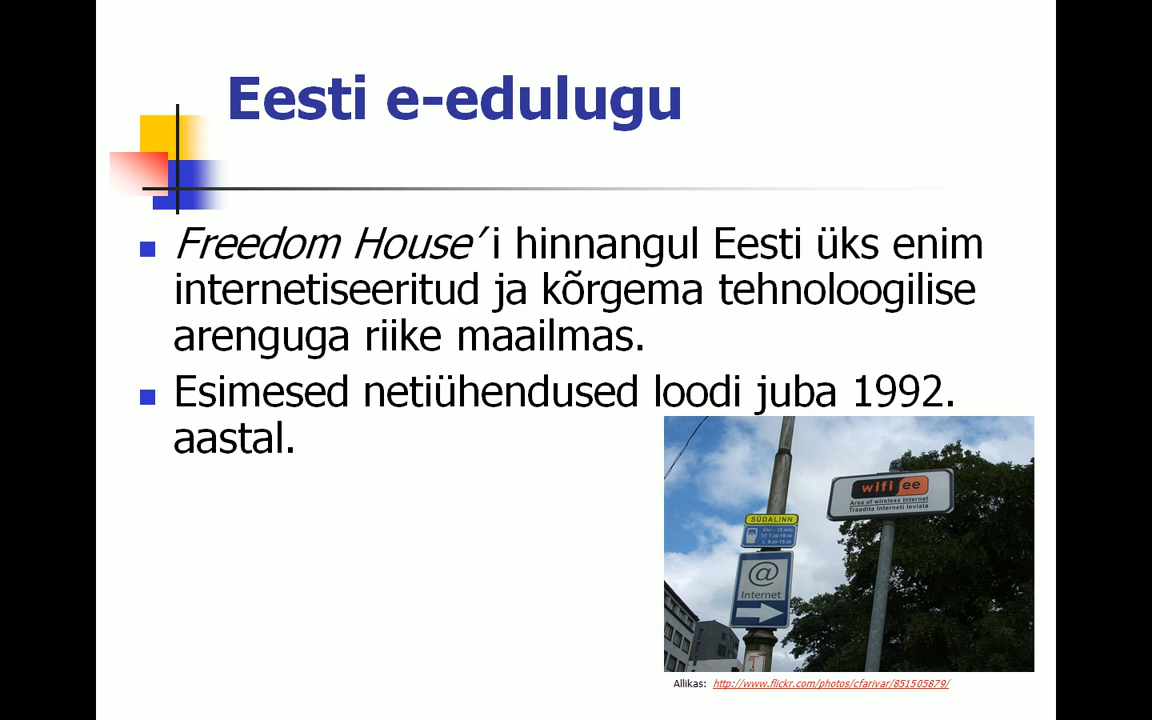 Eesti e-edulugu
Freedom House’i hinnangul Eesti üks enim
internetiseeritud ja kõrgema tehnoloogilise
arenguga riike maailmas.
Esimesed netiühendused loodi juba 1992.
aastal.
wifi ee
Area of wireless Internet
Traadita Interneti leviala
SÜDALINN
@
Internet
Allikas: http://www.flickr.com/photos/cfarivar/851505879/